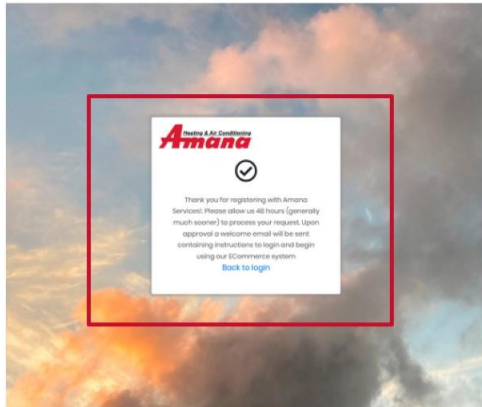 Heating & Air Conditioning
Amana
Thank you for registering with Amana
Services!, Please allow us 48 hours (generally
much sooner) to process your request. Upon
approval a welcome email will be sent
containing instructions to login and begin
using our ECommerce system
Back to login